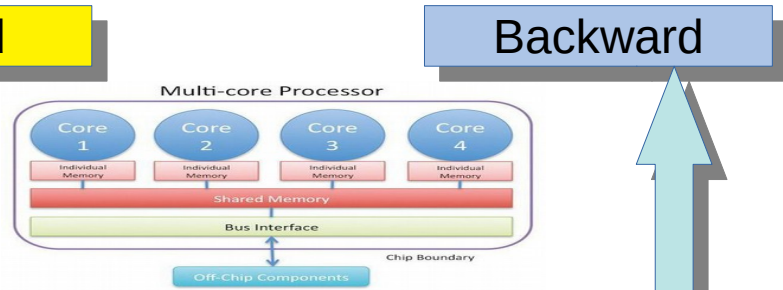 d
Backward
Multi-core Processor
Core
1
Core
2
Core
3
Core
4
Individual
Memory
Individual
Memory
Individual
Memory
Individual
Memory
Shared Memory
Bus Interface
Chip Boundary
Off-Chip Components